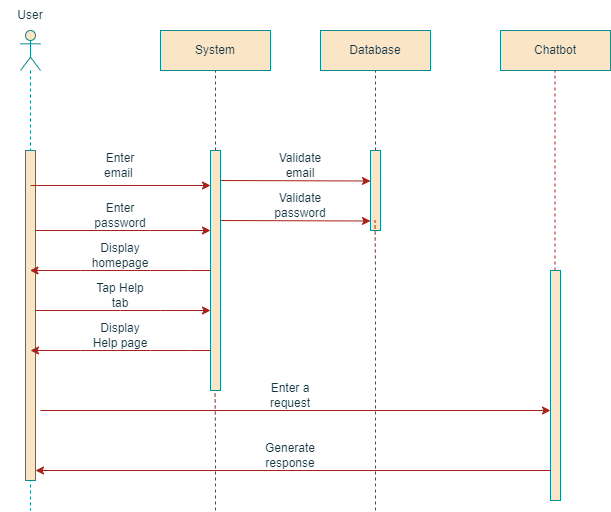 User
System
Database
Chatbot
Enter
email
Validate
email
Validate
password
Enter
password
Display
homepage
Tap Help
tab
Display
Help page
Enter a
request
Generate
response